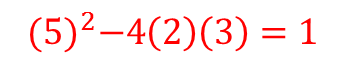 (5)²−4(2)(3) = 1